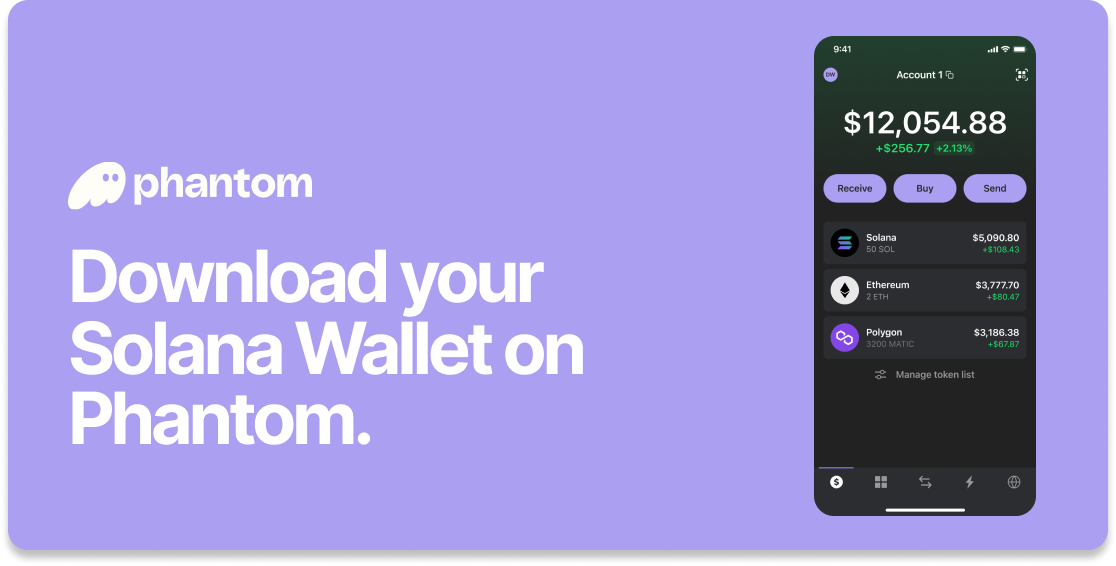 phantom
Download your
Solana Wallet on
Phantom.
9:41
DW
Account 1
$12,054.88
+$256.77 +2.13%
Receive Buy Send
Solana $5,090.80
50 SOL +$108.43
Ethereum $3,777.70
2 ETH +$80.47
Polygon $3,186.38
3200 MATIC +$67.87
Manage token list
$